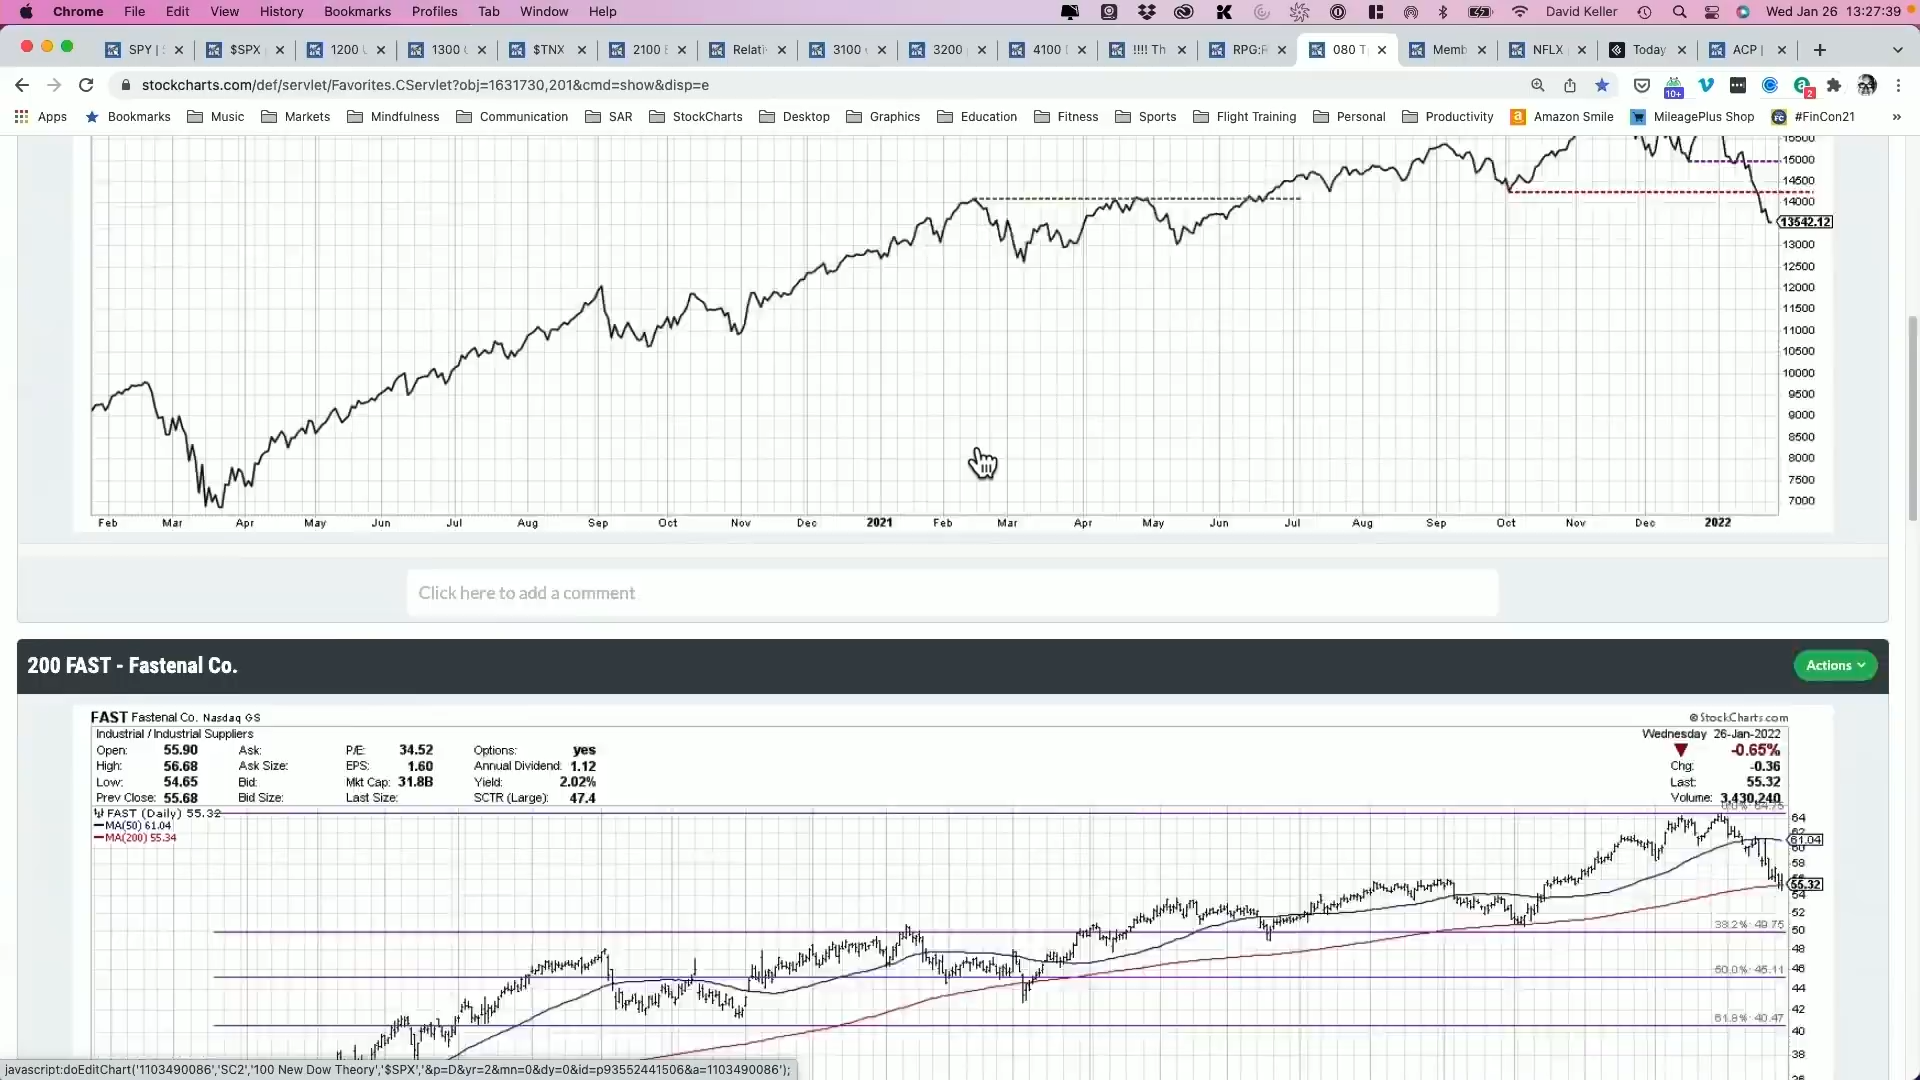 Chrome File Edit View History Bookmarks Profiles Tab Window Help David Keller Wed Jan 26 13:27:39
SPY | $SPX 1200 1300 $TNX 2100 Relati 3100 3200 4100 !!!! Th RPG:R 080 T Memb NFLX Today ACP |
stockcharts.com/def/servlet/Favorites.CServlet?obj=1631730,201&cmd=show&disp=e 10+ 2
Apps Bookmarks Music Markets Mindfulness Communication SAR StockCharts Desktop Graphics Education Fitness Sports Flight Training Personal Productivity Amazon Smile MileagePlus Shop #FinCon21 »
15500
15000
14500
14000
13542.12
13000
12500
12000
11500
11000
10500
10000
9500
9000
8500
8000
7500
7000
Feb Mar Apr May Jun Jul Aug Sep Oct Nov Dec 2021 Feb Mar Apr May Jun Jul Aug Sep Oct Nov Dec 2022
Click here to add a comment
200 FAST - Fastenal Co.
Actions
FAST Fastenal Co. Nasdaq GS
© StockCharts.com
Industrial / Industrial Suppliers
Wednesday 26-Jan-2022
Open: 55.90 Ask: P/E: 34.52 Options: yes
-0.65%
High: 56.68 Ask Size: EPS: 1.60 Annual Dividend: 1.12
Chg: -0.36
Low: 54.65 Bid: Mkt Cap: 31.8B Yield: 2.02%
Last: 55.32
Prev Close: 55.68 Bid Size: Last Size: SCTR (Large): 47.4
Volume: 3,430,240
FAST (Daily) 55.32
MA(50) 61.04
MA(200) 55.34
64
62
61.04
60
58
55.32
54
52
38.2%: 49.75
50
48
50.0%: 45.11
46
44
42
61.8%: 40.47
40
38
javascript:doEditChart('1103490086','SC2','100 New Dow Theory','$SPX','&p=D&yr=2&mn=0&dy=0&id=p93552441506&a=1103490086');